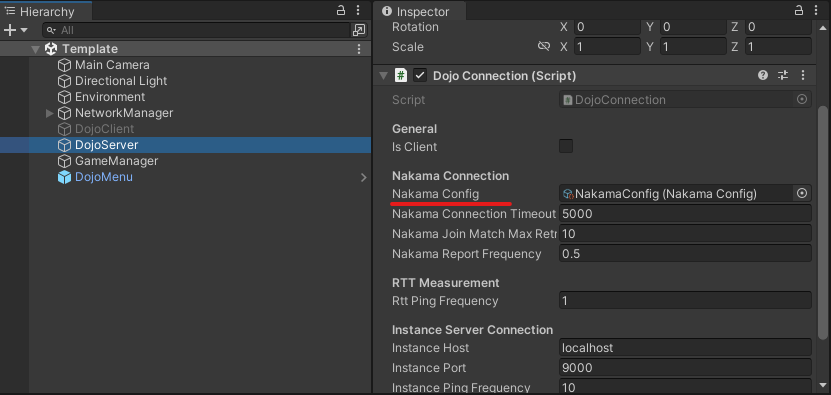 Hierarchy
All
Template
Main Camera
Directional Light
Environment
NetworkManager
DojoClient
DojoServer
GameManager
DojoMenu
Inspector
Rotation X 0 Y 0 Z 0
Scale X 1 Y 1 Z 1
# Dojo Connection (Script)
Script DojoConnection
General
Is Client
Nakama Connection
Nakama Config NakamaConfig (Nakama Config)
Nakama Connection Timeout 5000
Nakama Join Match Max Retr 10
Nakama Report Frequency 0.5
RTT Measurement
Rtt Ping Frequency 1
Instance Server Connection
Instance Host localhost
Instance Port 9000
Instance Ping Frequency 10